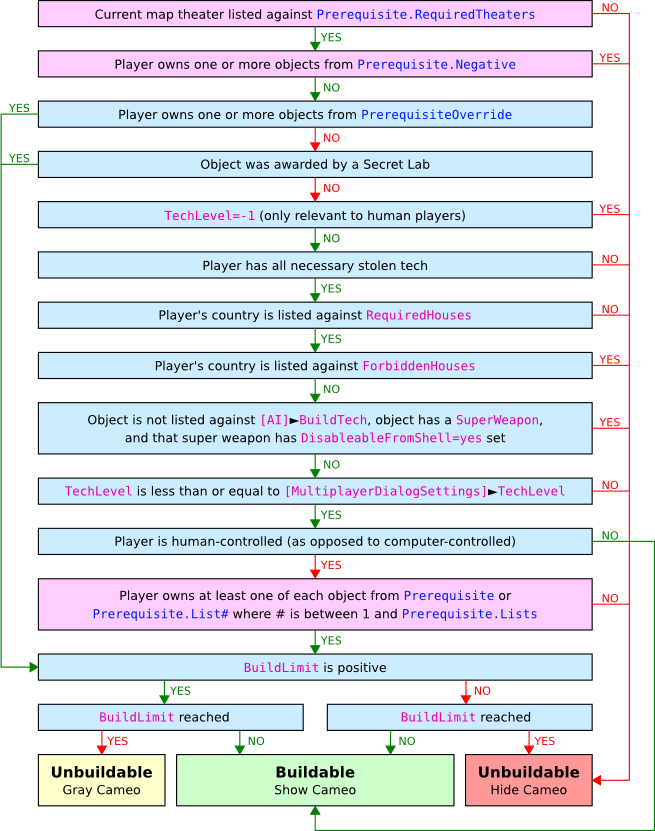 Current map theater listed against Prerequisite.RequiredTheaters
NO
YES
Player owns one or more objects from Prerequisite.Negative
YES
NO
Player owns one or more objects from PrerequisiteOverride
YES
NO
Object was awarded by a Secret Lab
YES
NO
TechLevel=-1 (only relevant to human players)
YES
NO
Player has all necessary stolen tech
NO
YES
Player's country is listed against RequiredHouses
NO
YES
Player's country is listed against ForbiddenHouses
YES
NO
Object is not listed against [AI]►BuildTech, object has a SuperWeapon,
and that super weapon has DisableableFromShell=yes set
YES
NO
TechLevel is less than or equal to [MultiplayerDialogSettings]►TechLevel
NO
YES
Player is human-controlled (as opposed to computer-controlled)
NO
YES
Player owns at least one of each object from Prerequisite or
Prerequisite.List# where # is between 1 and Prerequisite.Lists
NO
YES
BuildLimit is positive
YES
NO
BuildLimit reached
BuildLimit reached
YES
NO
NO
YES
Unbuildable
Gray Cameo
Buildable
Show Cameo
Unbuildable
Hide Cameo